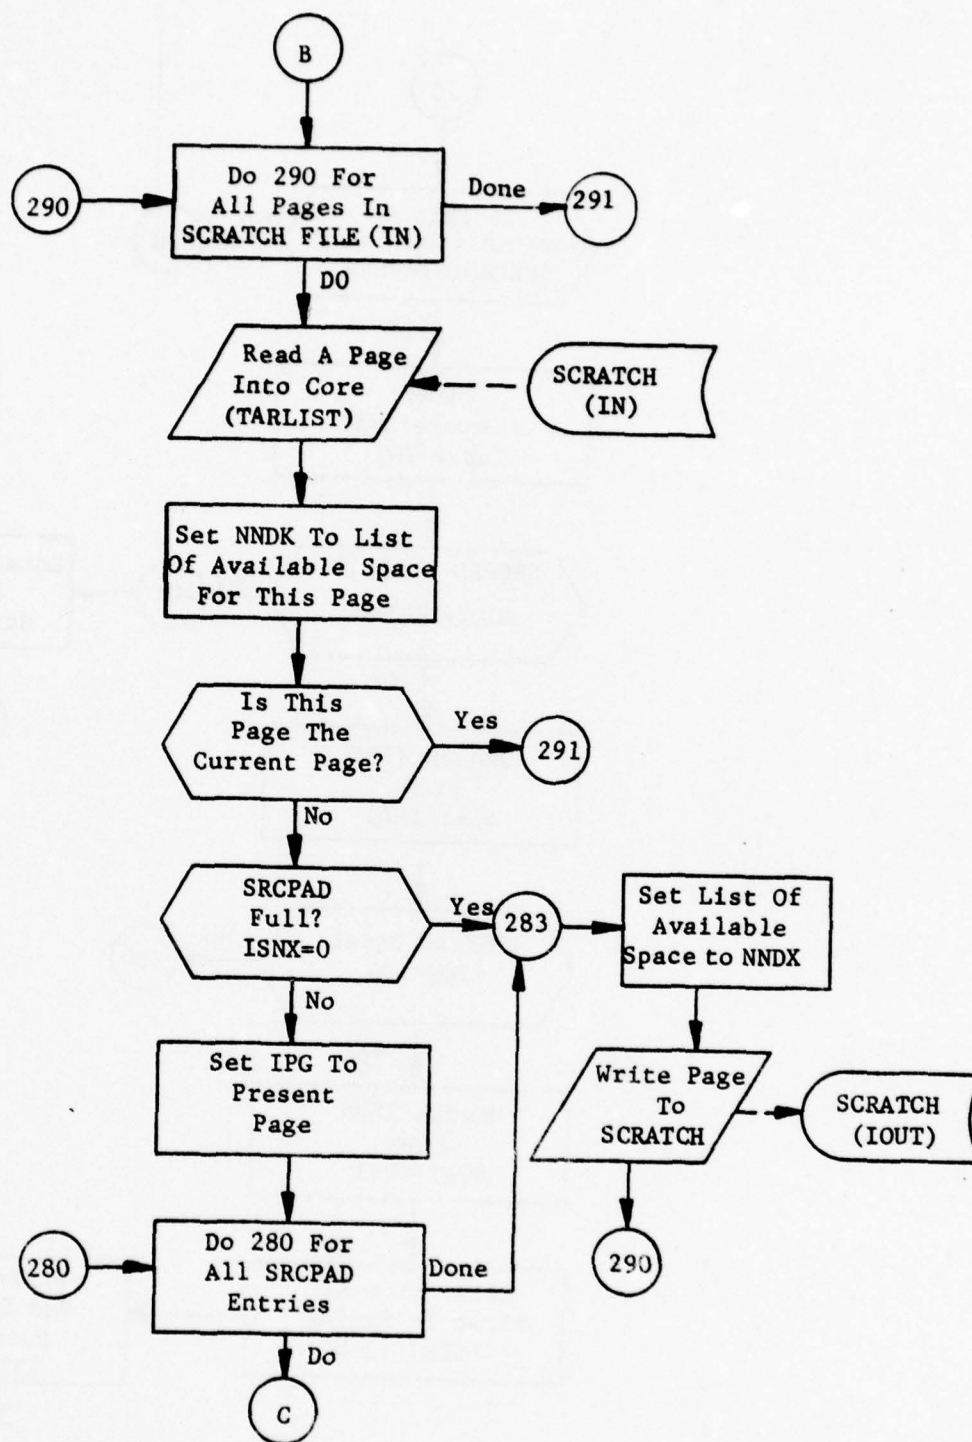 B
290
Do 290 For
All Pages In
SCRATCH FILE (IN)
Done
291
DO
Read A Page
Into Core
(TARLIST)
SCRATCH
(IN)
Set NNDK To List
Of Available Space
For This Page
Is This
Page The
Current Page?
Yes
291
No
SRCPAD
Full?
ISNX=0
Yes
283
Set List Of
Available
Space to NNDX
No
Set IPG To
Present
Page
Write Page
To
SCRATCH
SCRATCH
(IOUT)
280
Do 280 For
All SRCPAD
Entries
Done
290
Do
C